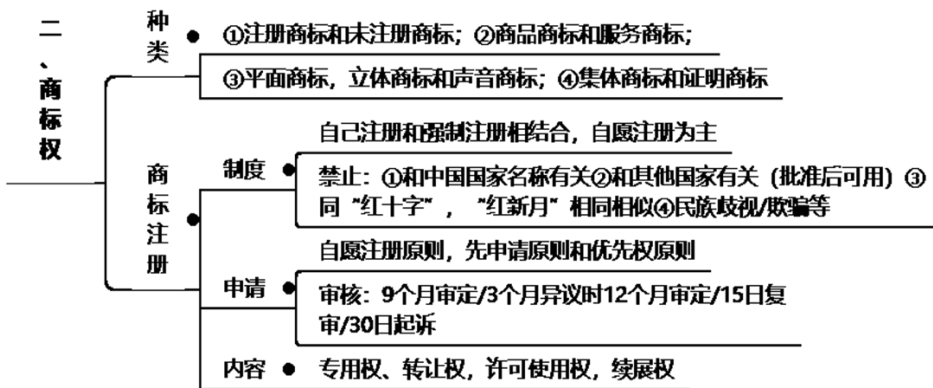 二、商标权
种类
①注册商标和未注册商标；②商品商标和服务商标；
③平面商标，立体商标和声音商标；④集体商标和证明商标
商标注册
制度
自己注册和强制注册相结合，自愿注册为主
禁止：①和中国国家名称有关②和其他国家有关（批准后可用）③
同“红十字”，“红新月”相同相似④民族歧视/欺骗等
申请
自愿注册原则，先申请原则和优先权原则
审核：9个月审定/3个月异议时12个月审定/15日复
审/30日起诉
内容
专用权、转让权，许可使用权，续展权